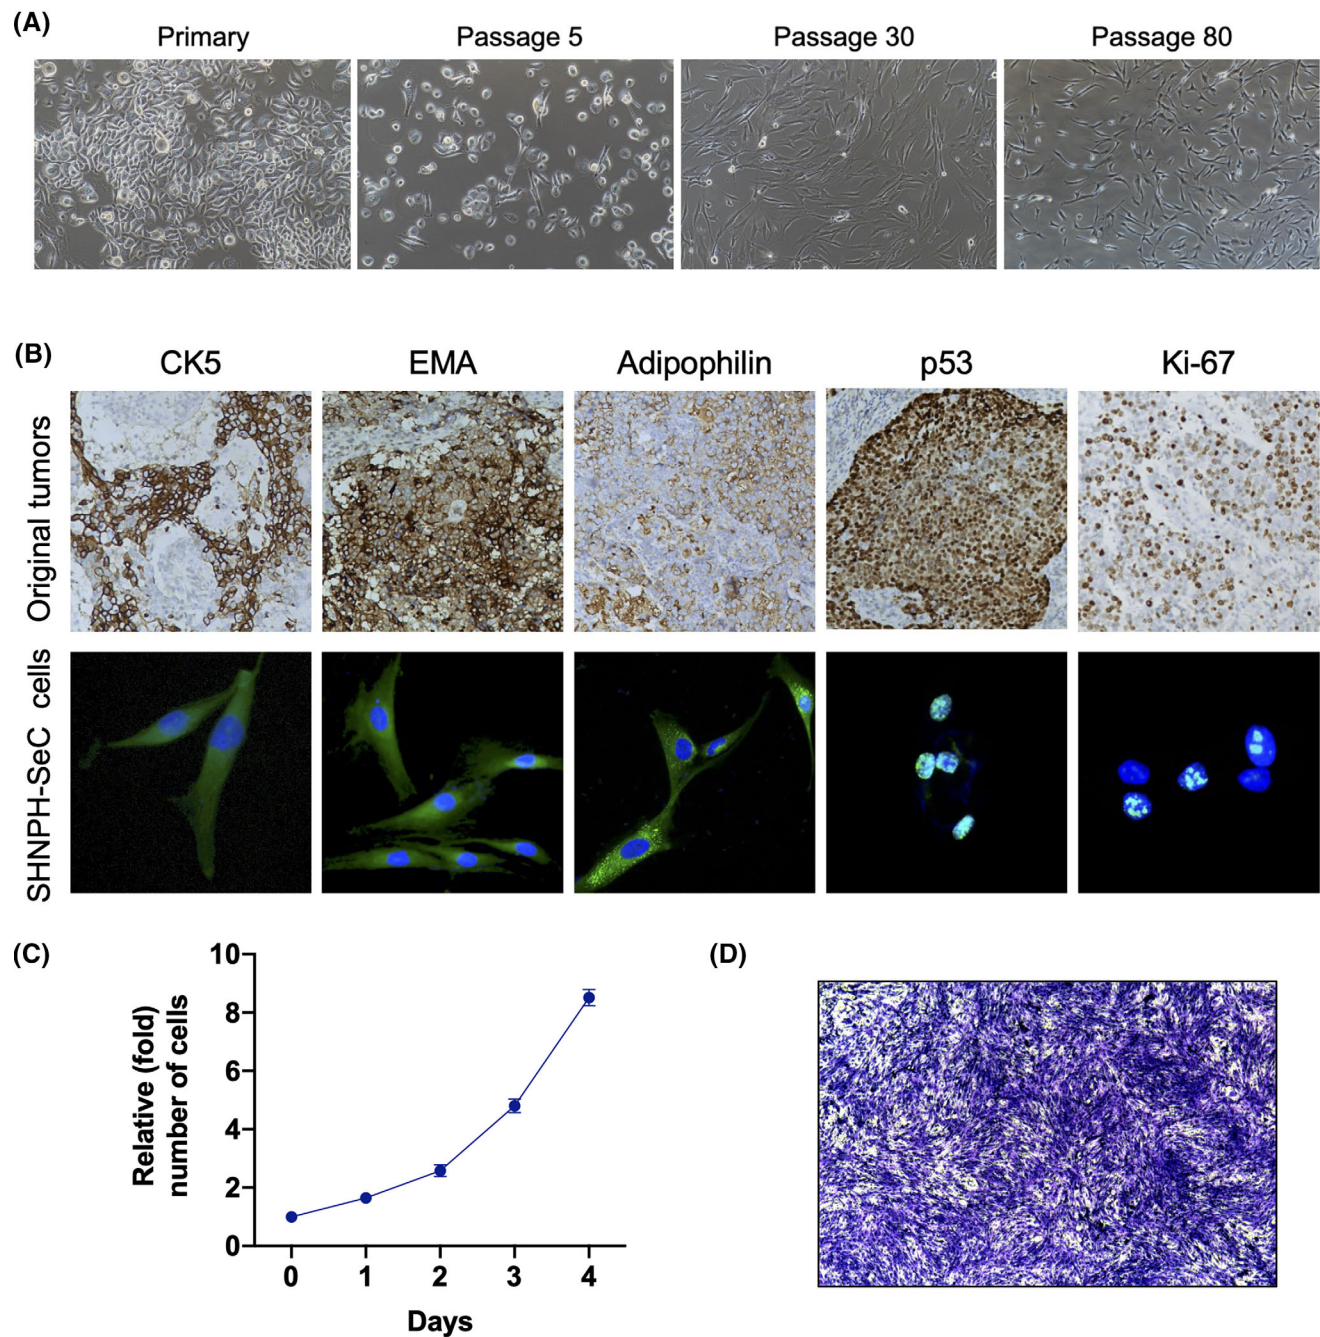 (A)
Primary
Passage 5
Passage 30
Passage 80
(B)
CK5
EMA
Adipophilin
p53
Ki-67
Original tumors
SHNPH-SeC cells
(C)
Relative (fold)
number of cells
10
8
6
4
2
0
0
1
2
3
4
Days
(D)